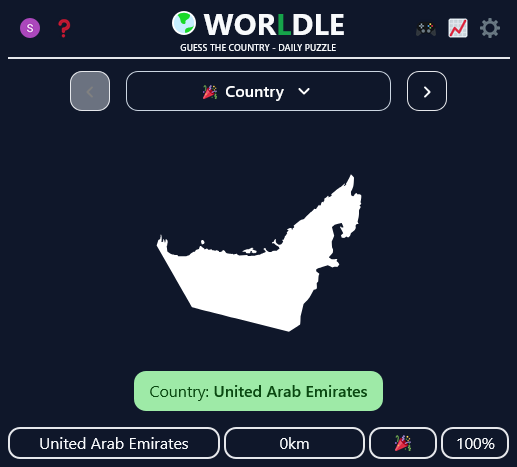 S
WORLDLE
GUESS THE COUNTRY - DAILY PUZZLE
Country
Country: United Arab Emirates
United Arab Emirates 0km 100%